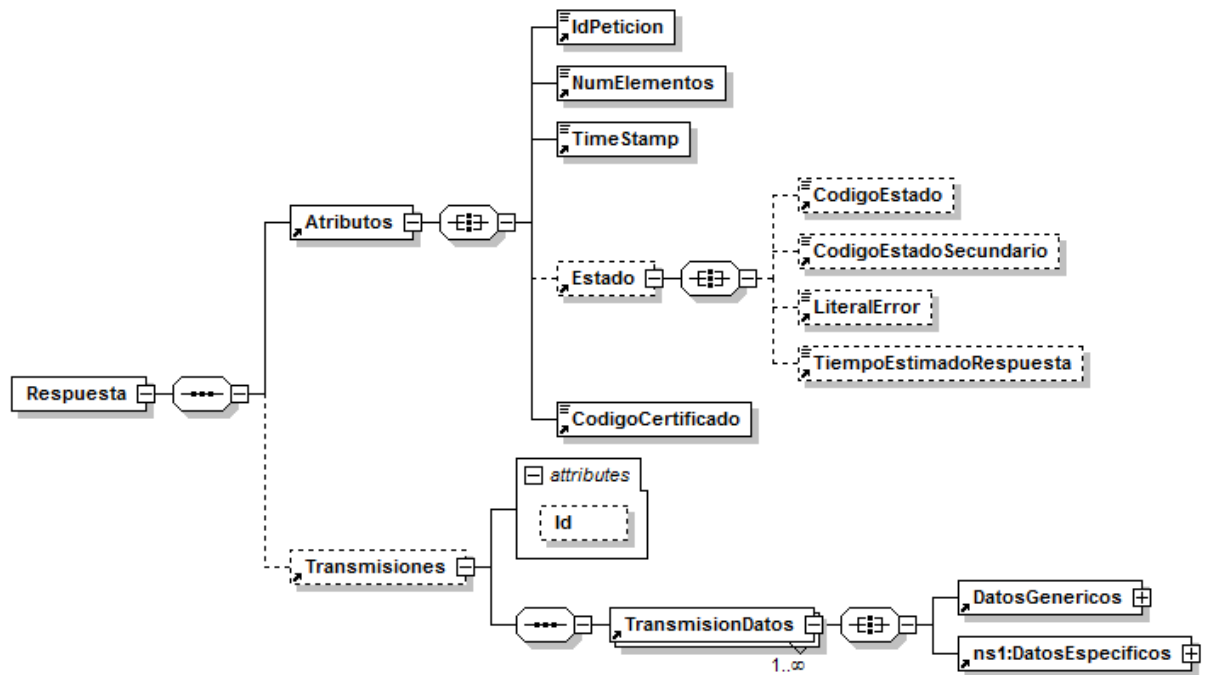 IdPeticion
NumElementos
TimeStamp
CodigoEstado
Atributos
CodigoEstadoSecundario
Estado
LiteralError
TiempoEstimadoRespuesta
Respuesta
CodigoCertificado
attributes
Id
Transmisiones
DatosGenericos
TransmisionDatos
1..∞
ns1:DatosEspecificos